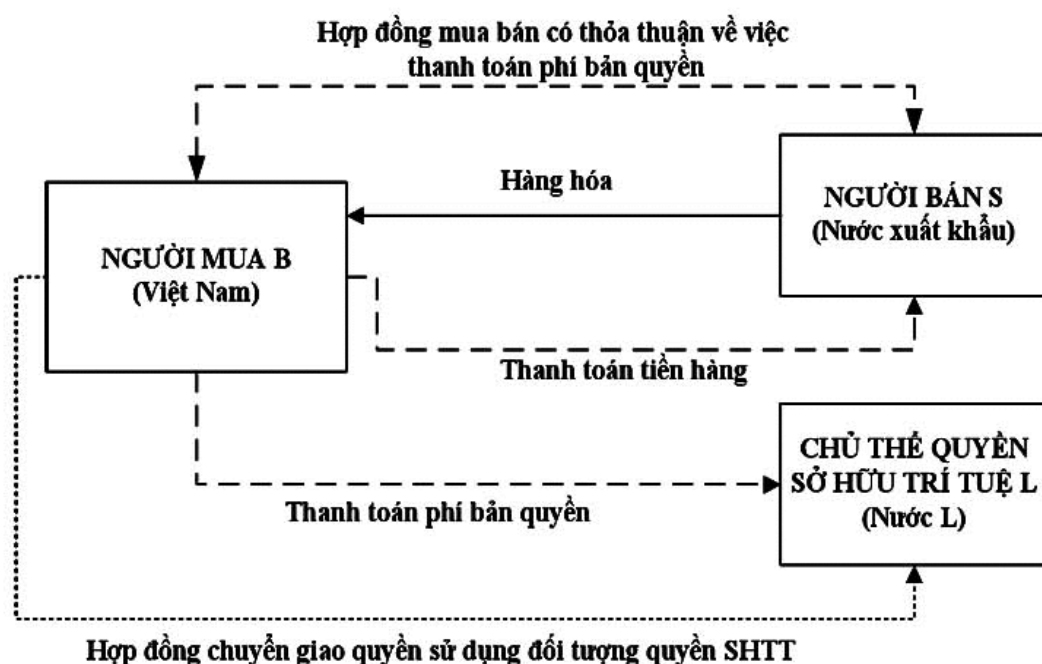 Hợp đồng mua bán có thỏa thuận về việc
thanh toán phí bản quyền
Hàng hóa
NGƯỜI BÁN S
(Nước xuất khẩu)
NGƯỜI MUA B
(Việt Nam)
Thanh toán tiền hàng
CHỦ THỂ QUYỀN
SỞ HỮU TRÍ TUỆ L
(Nước L)
Thanh toán phí bản quyền
Hợp đồng chuyển giao quyền sử dụng đối tượng quyền SHTT